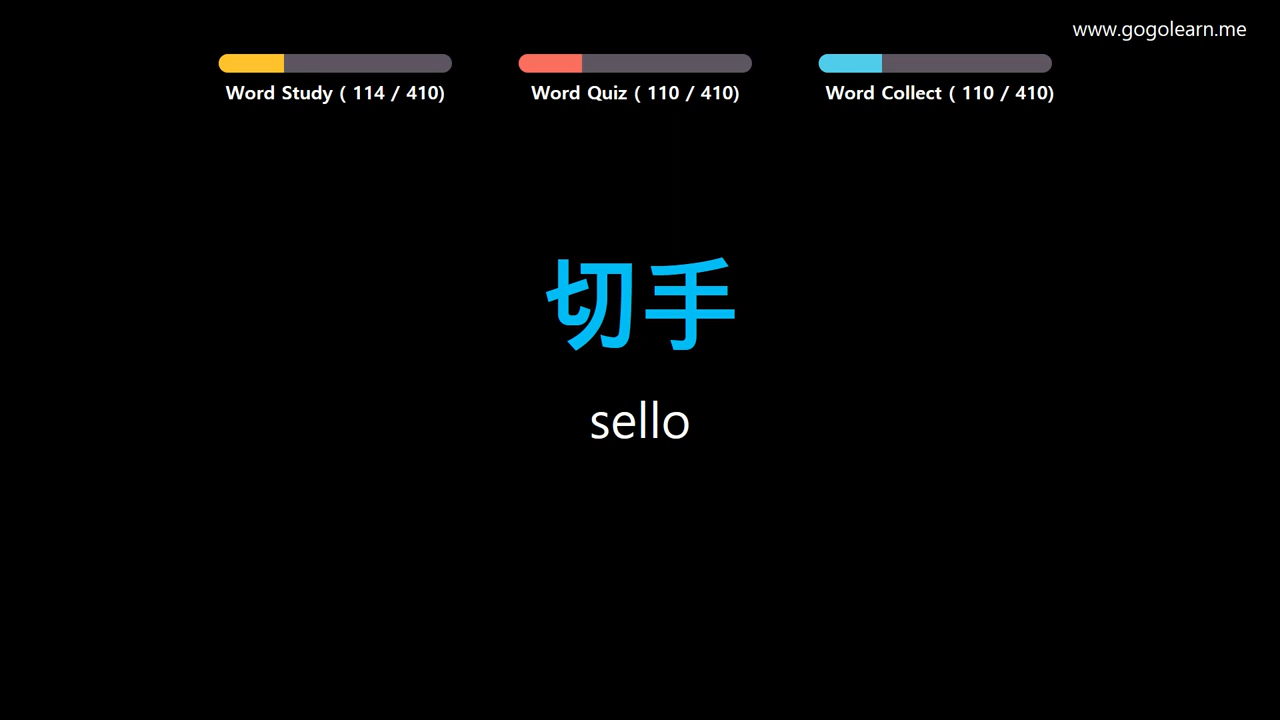 www.gogolearn.me
Word Study ( 114 / 410)
Word Quiz ( 110 / 410)
Word Collect ( 110 / 410)
切手
sello